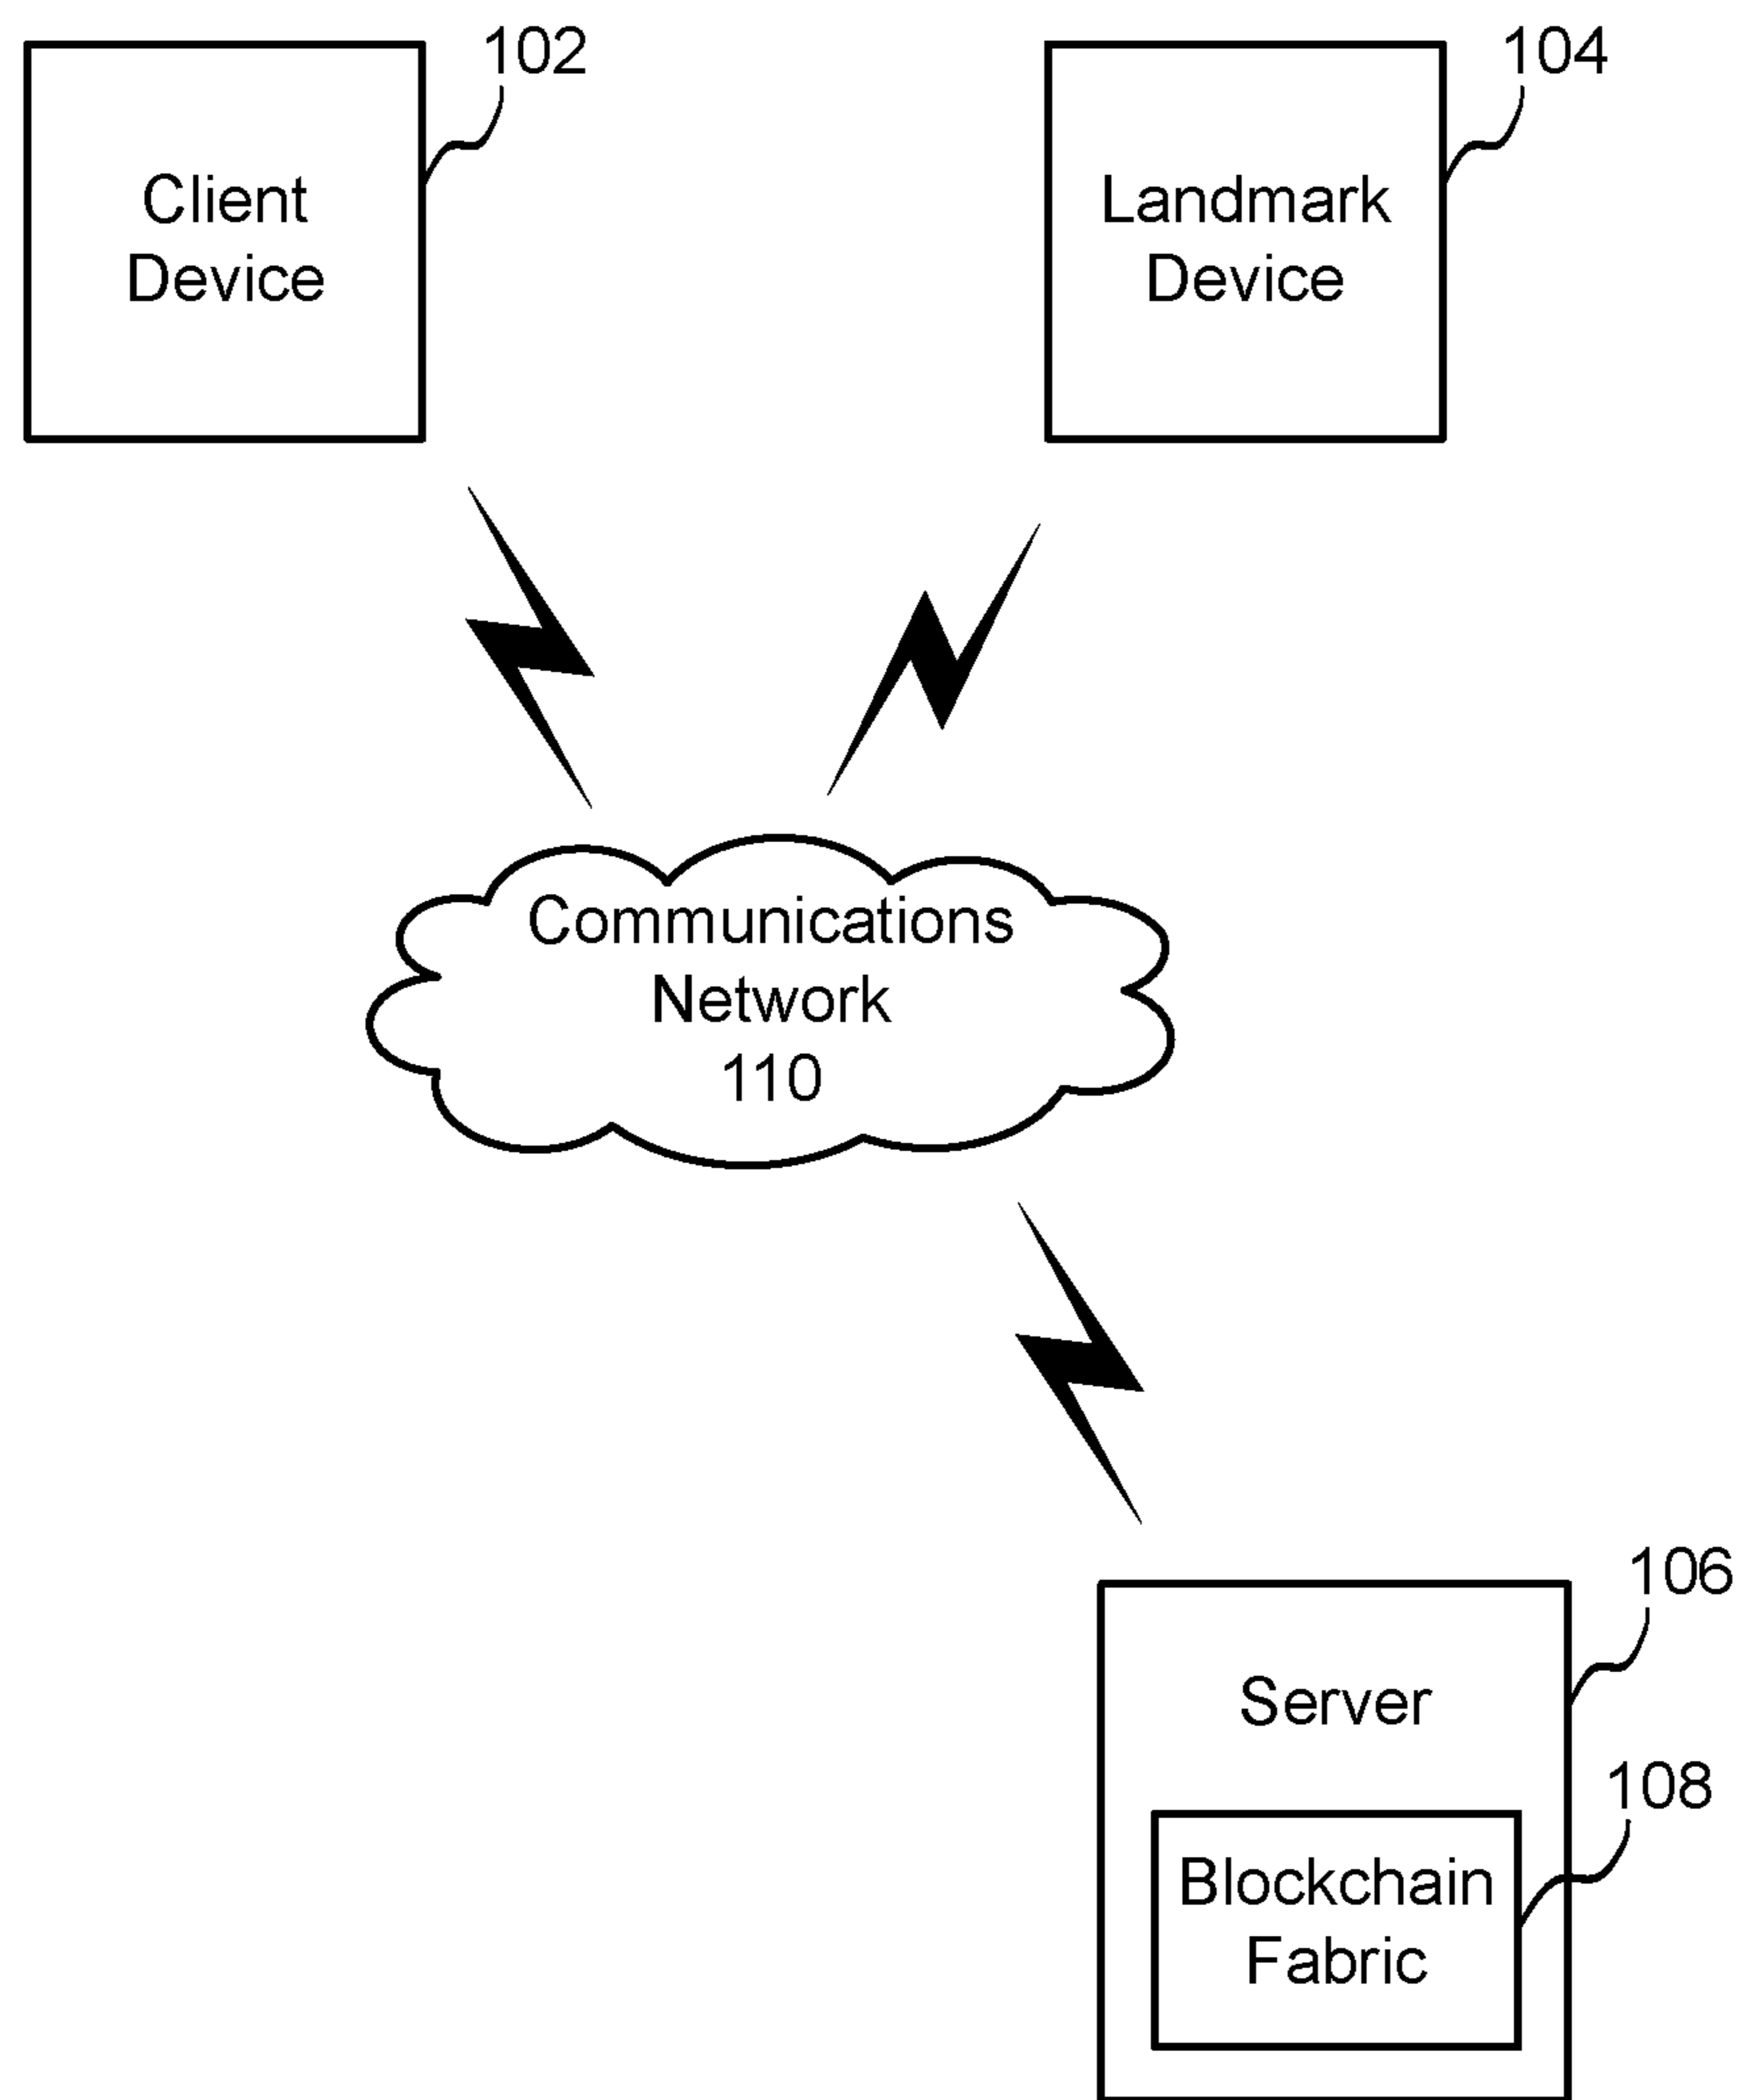 102
104
Client
Device
Landmark
Device
Communications
Network
110
106
Server
108
Blockchain
Fabric